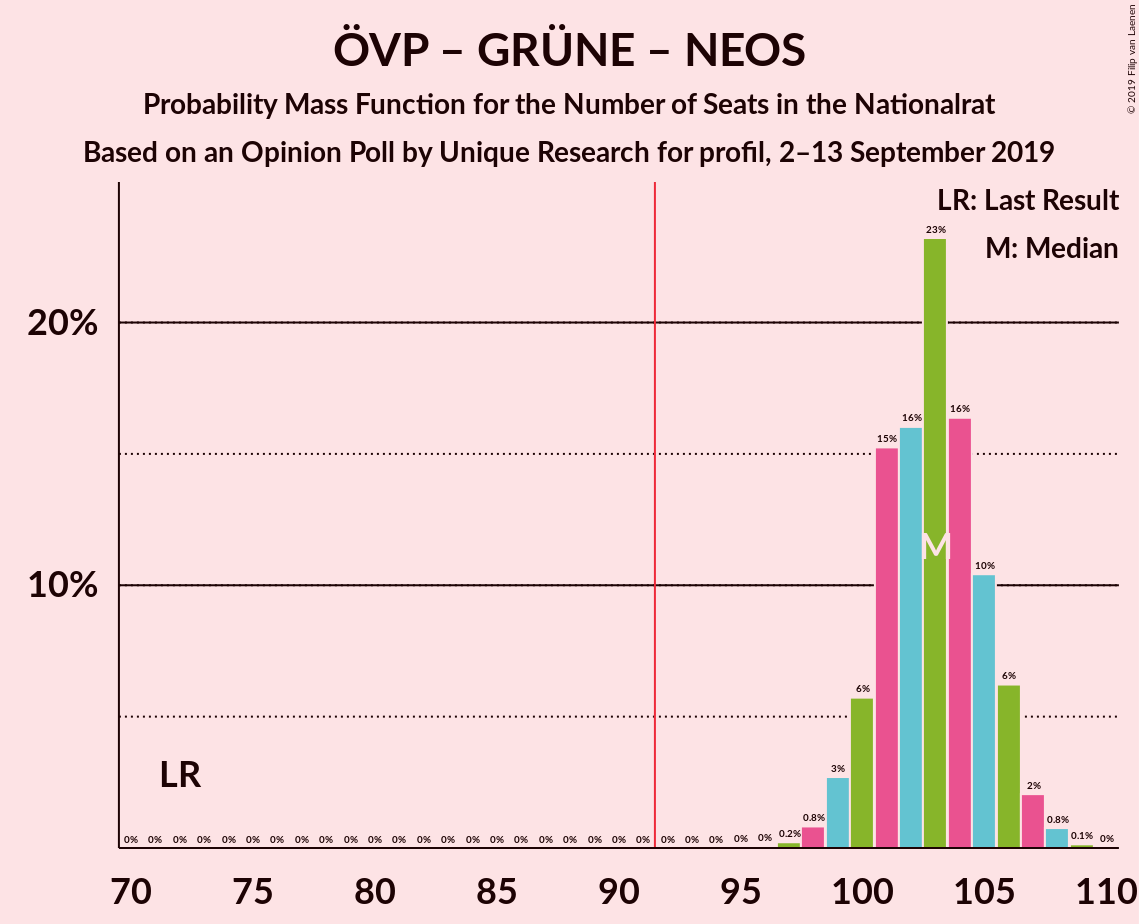 ÖVP – GRÜNE – NEOS
Probability Mass Function for the Number of Seats in the Nationalrat
Based on an Opinion Poll by Unique Research for profil, 2–13 September 2019
© 2019 Filip van Laenen
LR: Last Result
M: Median
23%
20%
16%
16%
15%
M
10%
10%
6%
6%
LR
3%
2%
0.8%
0.8%
0% 0% 0% 0% 0% 0% 0% 0% 0% 0% 0% 0% 0% 0% 0% 0% 0% 0% 0% 0% 0% 0% 0% 0% 0% 0% 0% 0.2% 0.1% 0%
70 75 80 85 90 95 100 105 110